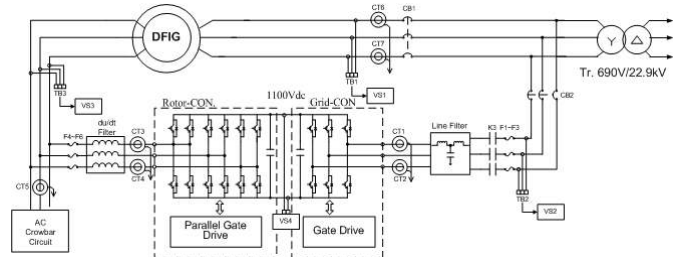 CT6
CB1
DFIG
CT7
TB1
VS1
Tr. 690V/22.9kV
TB3
VS3
CB2
Rotor-CON.
1100Vdc
Grid-CON
du/dt
Filter
F4~F6
CT3
CT4
CT1
CT2
Line Filter
K3
F1~F3
CT5
AC
Crowbar
Circuit
Parallel Gate
Drive
VS4
Gate Drive
TB2
VS2
Y
Δ